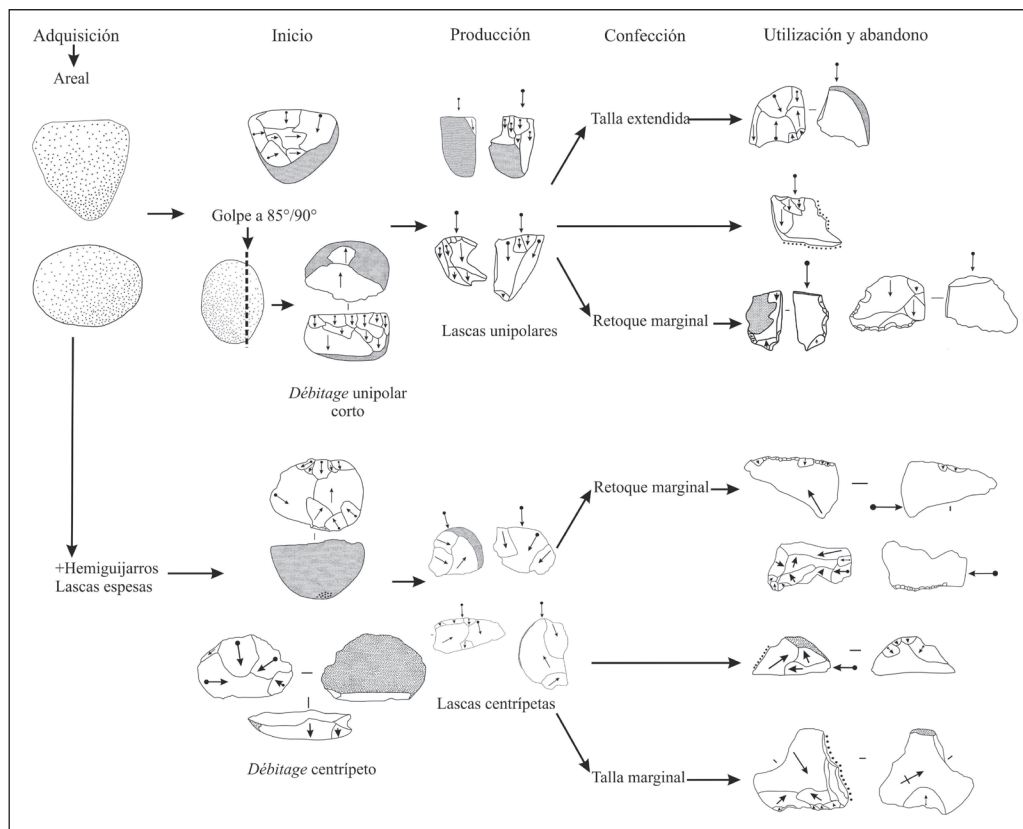 Adquisición
Inicio
Producción
Confección
Utilización y abandono
Areal
Talla extendida
Golpe a 85°/90°
Lascas unipolares
Retoque marginal
Débitage unipolar
corto
Retoque marginal
+Hemiguijarros
Lascas espesas
Lascas centrípetas
Débitage centrípeto
Talla marginal